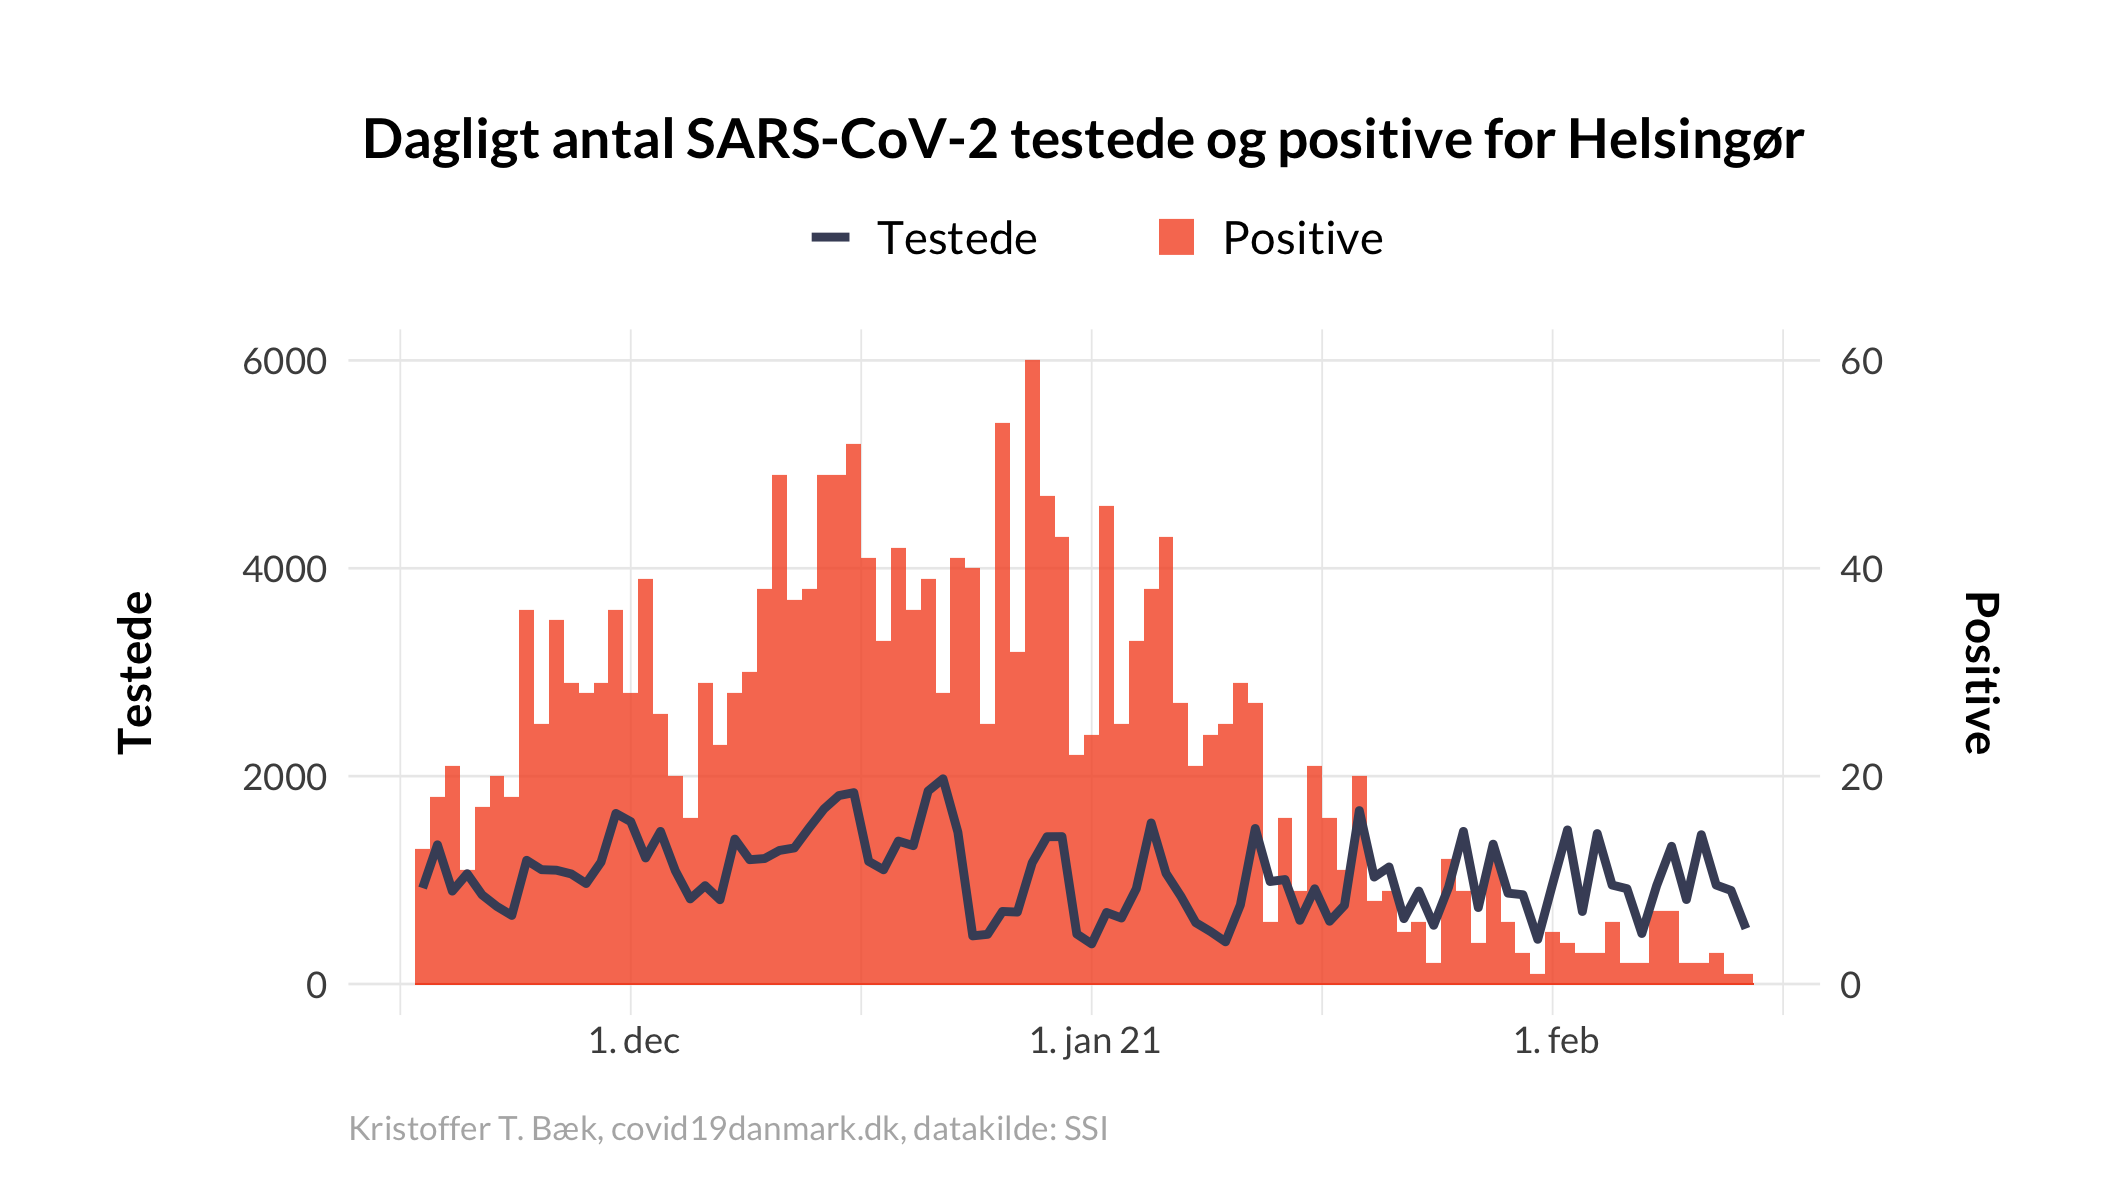 Dagligt antal SARS-CoV-2 testede og positive for Helsingør
Testede Positive
6000 60
4000 40
2000 20
0 0
Testede
Positive
1. dec 1. jan 21 1. feb
Kristoffer T. Bæk, covid19danmark.dk, datakilde: SSI